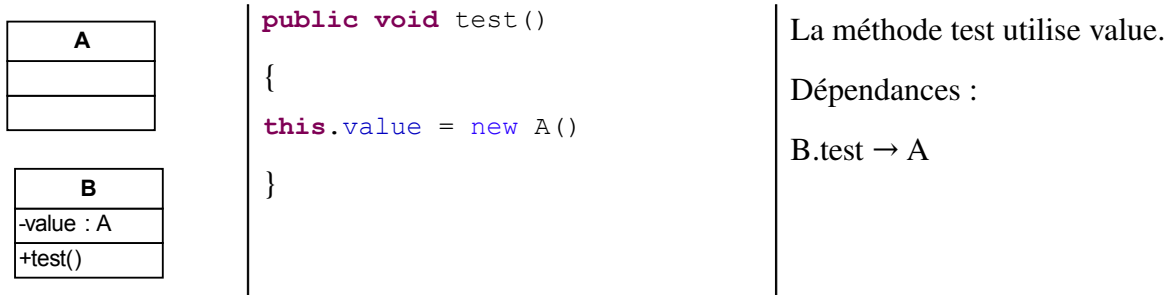 A
B
-value : A
+test()
public void test()
{
this.value = new A()
}
La méthode test utilise value.
Dépendances :
B.test → A